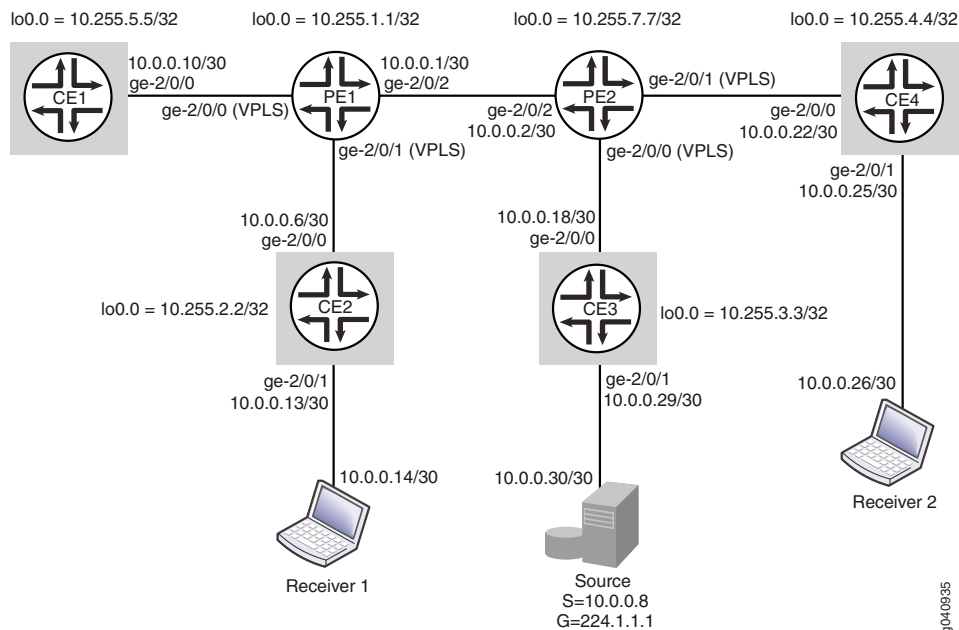 lo0.0 = 10.255.5.5/32
lo0.0 = 10.255.1.1/32
lo0.0 = 10.255.7.7/32
lo0.0 = 10.255.4.4/32
CE1
10.0.0.10/30
ge-2/0/0
ge-2/0/0 (VPLS)
PE1
10.0.0.1/30
ge-2/0/2
ge-2/0/2
10.0.0.2/30
PE2
ge-2/0/1 (VPLS)
ge-2/0/0
10.0.0.22/30
CE4
ge-2/0/1 (VPLS)
ge-2/0/0 (VPLS)
ge-2/0/1
10.0.0.25/30
10.0.0.6/30
ge-2/0/0
10.0.0.18/30
ge-2/0/0
lo0.0 = 10.255.2.2/32
CE2
CE3
lo0.0 = 10.255.3.3/32
ge-2/0/1
10.0.0.13/30
ge-2/0/1
10.0.0.29/30
10.0.0.26/30
10.0.0.14/30
10.0.0.30/30
Receiver 2
Receiver 1
Source
S=10.0.0.8
G=224.1.1.1
g040935